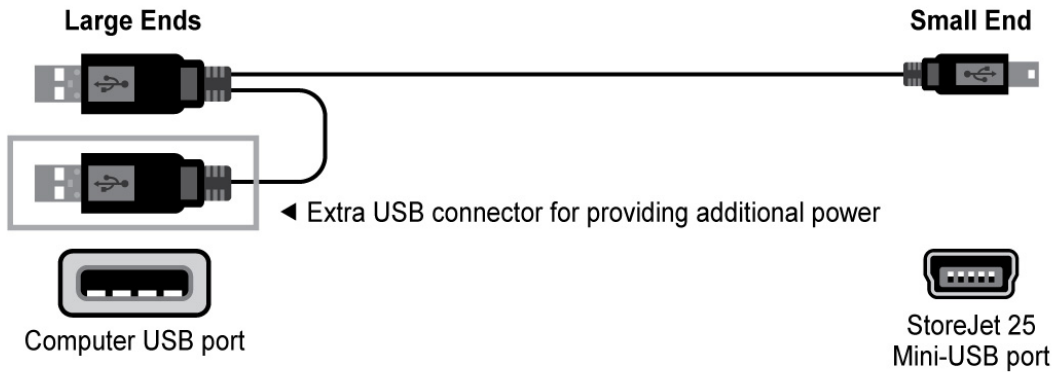 Large Ends
Small End
◄ Extra USB connector for providing additional power
Computer USB port
StoreJet 25
Mini-USB port